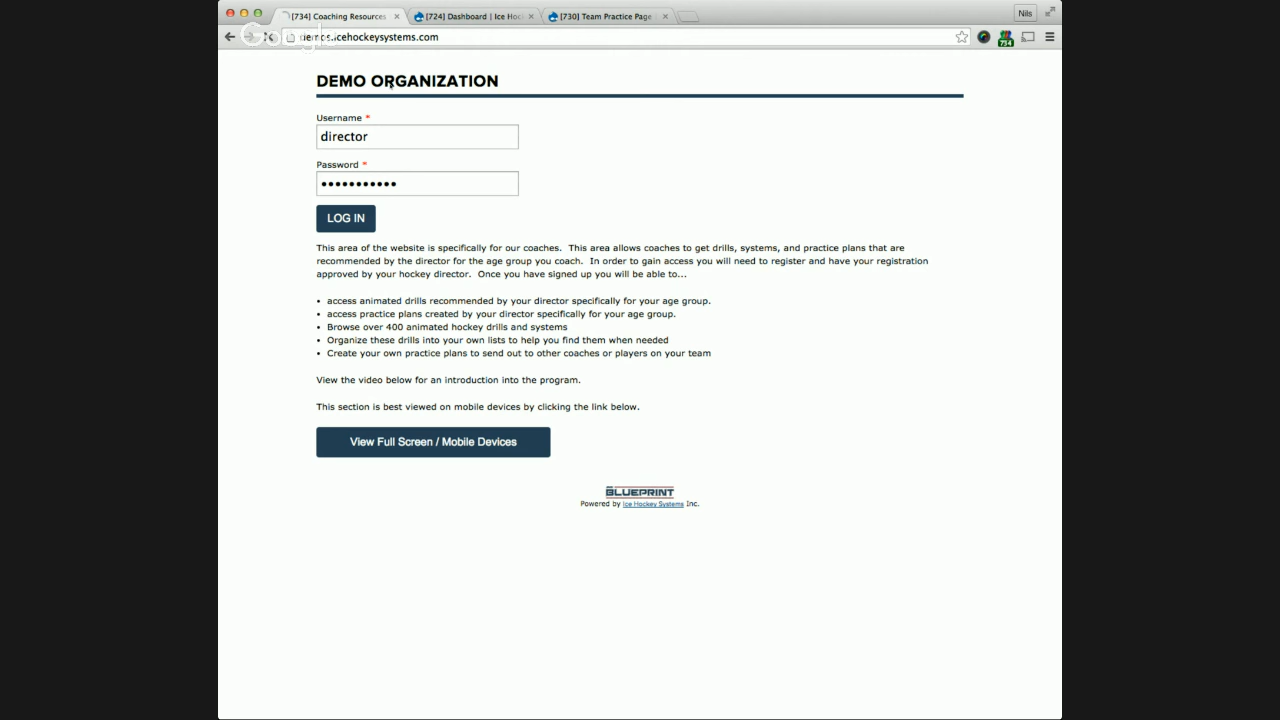 [734] Coaching Resources
[724] Dashboard | Ice Hoc
[730] Team Practice Page
Nils
Google
.icehockeysystems.com
734
DEMO ORGANIZATION
Username *
director
Password *
LOG IN
This area of the website is specifically for our coaches. This area allows coaches to get drills, systems, and practice plans that are
recommended by the director for the age group you coach. In order to gain access you will need to register and have your registration
approved by your hockey director. Once you have signed up you will be able to...
• access animated drills recommended by your director specifically for your age group.
• access practice plans created by your director specifically for your age group.
• Browse over 400 animated hockey drills and systems
• Organize these drills into your own lists to help you find them when needed
• Create your own practice plans to send out to other coaches or players on your team
View the video below for an introduction into the program.
This section is best viewed on mobile devices by clicking the link below.
View Full Screen / Mobile Devices
BLUEPRINT
Powered by Ice Hockey Systems Inc.